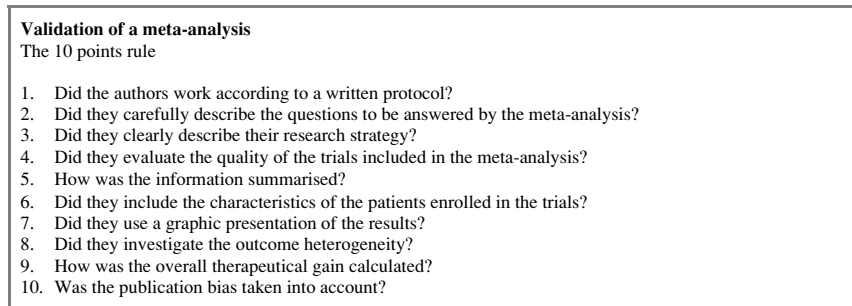 Validation of a meta-analysis
The 10 points rule
1. Did the authors work according to a written protocol?
2. Did they carefully describe the questions to be answered by the meta-analysis?
3. Did they clearly describe their research strategy?
4. Did they evaluate the quality of the trials included in the meta-analysis?
5. How was the information summarised?
6. Did they include the characteristics of the patients enrolled in the trials?
7. Did they use a graphic presentation of the results?
8. Did they investigate the outcome heterogeneity?
9. How was the overall therapeutical gain calculated?
10. Was the publication bias taken into account?